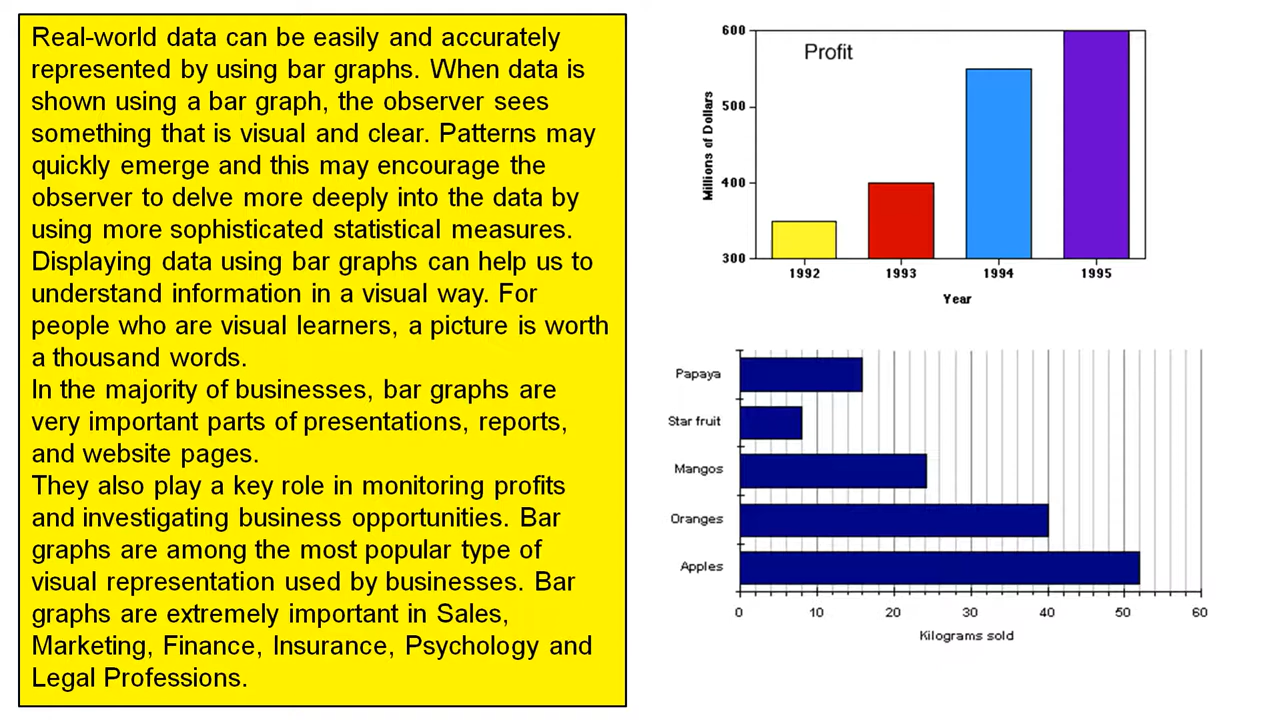 Real-world data can be easily and accurately
represented by using bar graphs. When data is
shown using a bar graph, the observer sees
something that is visual and clear. Patterns may
quickly emerge and this may encourage the
observer to delve more deeply into the data by
using more sophisticated statistical measures.
Displaying data using bar graphs can help us to
understand information in a visual way. For
people who are visual learners, a picture is worth
a thousand words.
In the majority of businesses, bar graphs are
very important parts of presentations, reports,
and website pages.
They also play a key role in monitoring profits
and investigating business opportunities. Bar
graphs are among the most popular type of
visual representation used by businesses. Bar
graphs are extremely important in Sales,
Marketing, Finance, Insurance, Psychology and
Legal Professions.
Profit
Millions of Dollars
600
500
400
300
1992 1993 1994 1995
Year
Papaya
Star fruit
Mangos
Oranges
Apples
0 10 20 30 40 50 60
Kilograms sold